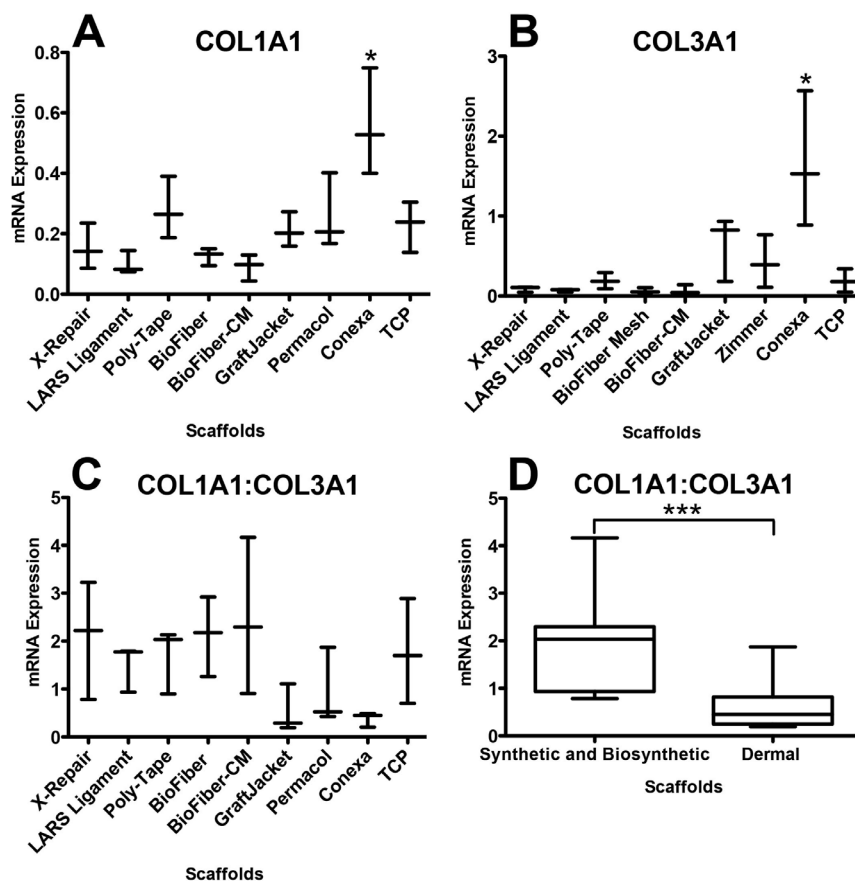 A
COL1A1
mRNA Expression
0.8
0.6
0.4
0.2
0.0
*
X-Repair
LARS Ligament
Poly-Tape
BioFiber
BioFiber-CM
GraftJacket
Permacol
Conexa
TCP
Scaffolds
B
COL3A1
mRNA Expression
3
2
1
0
*
X-Repair
LARS Ligament
Poly-Tape
BioFiber Mesh
BioFiber-CM
GraftJacket
Zimmer
Conexa
TCP
Scaffolds
C
COL1A1:COL3A1
mRNA Expression
5
4
3
2
1
0
X-Repair
LARS Ligament
Poly-Tape
BioFiber
BioFiber-CM
GraftJacket
Permacol
Conexa
TCP
Scaffolds
D
COL1A1:COL3A1
mRNA Expression
5
4
3
2
1
0
***
Synthetic and Biosynthetic
Dermal
Scaffolds